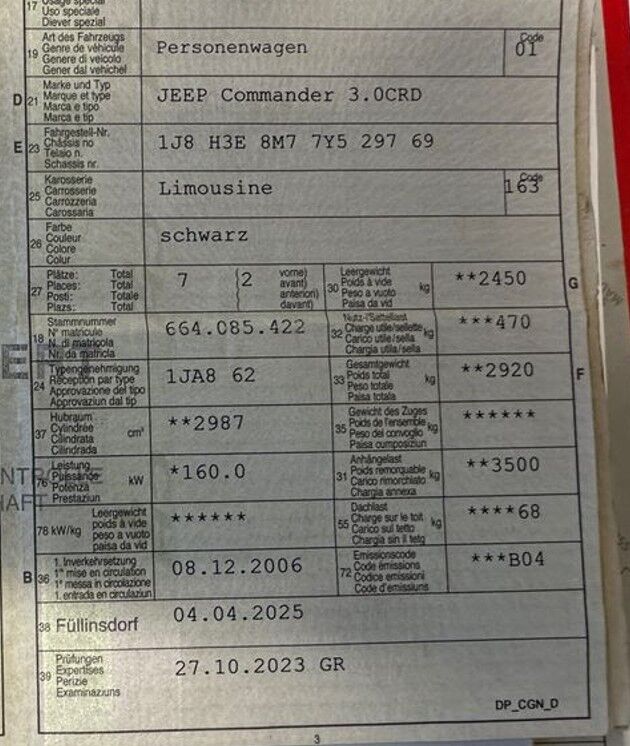 17
Uso speciale
Diever spezial
19
Art des Fahrzeugs
Genre de véhicule
Genere di veicolo
Gener dal vehichel
Personenwagen
Code
01
D 21
Marke und Typ
Marque et type
Marca e tipo
Marca e tip
JEEP Commander 3.0CRD
E 23
Fahrgestell-Nr.
Châssis no
Telaio n.
Schassis nr.
1J8 H3E 8M7 7Y5 297 69
25
Karosserie
Carrosserie
Carrozzeria
Carossaria
Limousine
Code
163
26
Farbe
Couleur
Colore
Colur
schwarz
27
Plätze: Total
Places: Total
Posti: Totale
Plazs: Total
7 (2
vorne)
avant)
anteriori)
davant)
30
Leergewicht
Poids à vide
Peso a vuoto
Paisa da vid
kg
**2450
G
18
Stammnummer
N° matricule
N. di matricola
Nr. da matricla
664.085.422
32
Nutz-/Sattellast
Charge utile/sellette
Carico utile/sella
Chargia utila/sella
kg
***470
24
Typengenehmigung
Réception par type
Approvazione del tipo
Approvaziun dal tip
1JA8 62
33
Gesamtgewicht
Poids total
Peso totale
Paisa totala
kg
**2920
F
37
Hubraum
Cylindrée
Cilindrata
Cilindrada
cm³
**2987
35
Gewicht des Zuges
Poids de l'ensemble
Peso del convoglio
Paisa cumposiziun
kg
******
76
Leistung
Puissance
Potenza
Prestaziun
kW
*160.0
31
Anhängelast
Poids remorquable
Carico rimorchiato
Chargia annexa
kg
**3500
78 kW/kg
Leergewicht
poids à vide
peso a vuoto
paisa da vid
******
55
Dachlast
Charge sur le toit
Carico sul tetto
Chargia sin il tetg
kg
****68
B 36
1. Inverkehrsetzung
1re mise en circulation
1a messa in circolazione
1. entrada en circulaziun
08.12.2006
72
Emissionscode
Code émissions
Codice emissioni
Code d'emissiuns
***B04
38 Füllinsdorf
04.04.2025
39
Prüfungen
Expertises
Perizie
Examinaziuns
27.10.2023 GR
DP_CGN_D
3